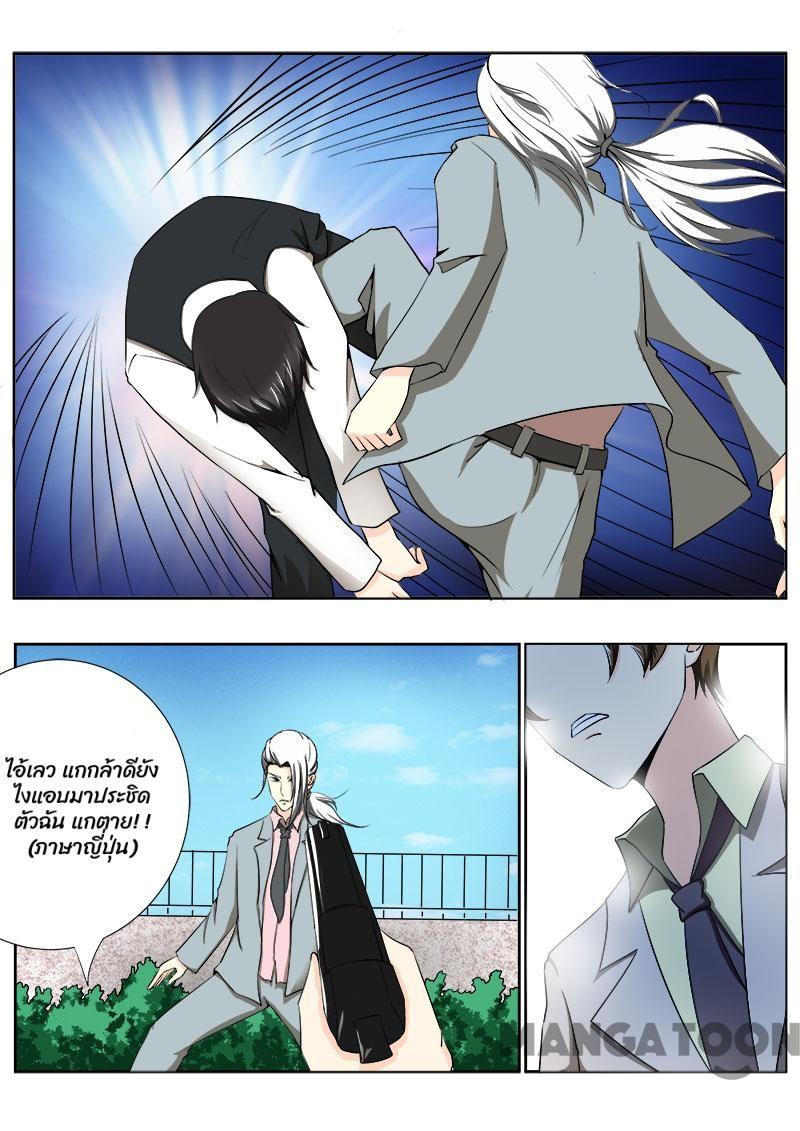 ไอ้เลว แกกล้าดียัง
ไงแอบมาประชิด
ตัวฉัน แกตาย!!
(ภาษาญี่ปุ่น)
MANGA TOON